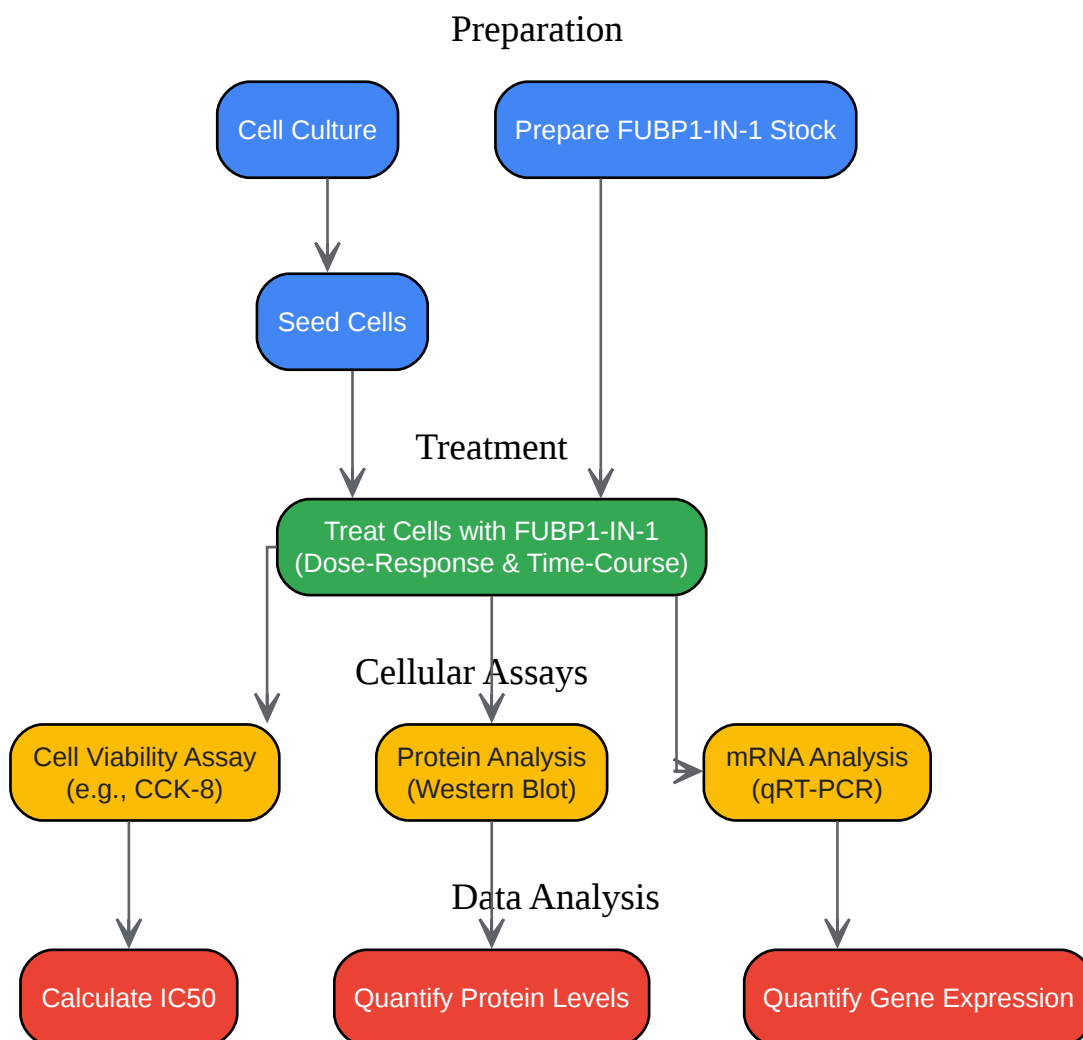 Preparation
Cell Culture
Prepare FUBP1-IN-1 Stock
Seed Cells
Treatment
Treat Cells with FUBP1-IN-1
(Dose-Response & Time-Course)
Cellular Assays
Cell Viability Assay
(e.g., CCK-8)
Protein Analysis
(Western Blot)
mRNA Analysis
(qRT-PCR)
Data Analysis
Calculate IC50
Quantify Protein Levels
Quantify Gene Expression